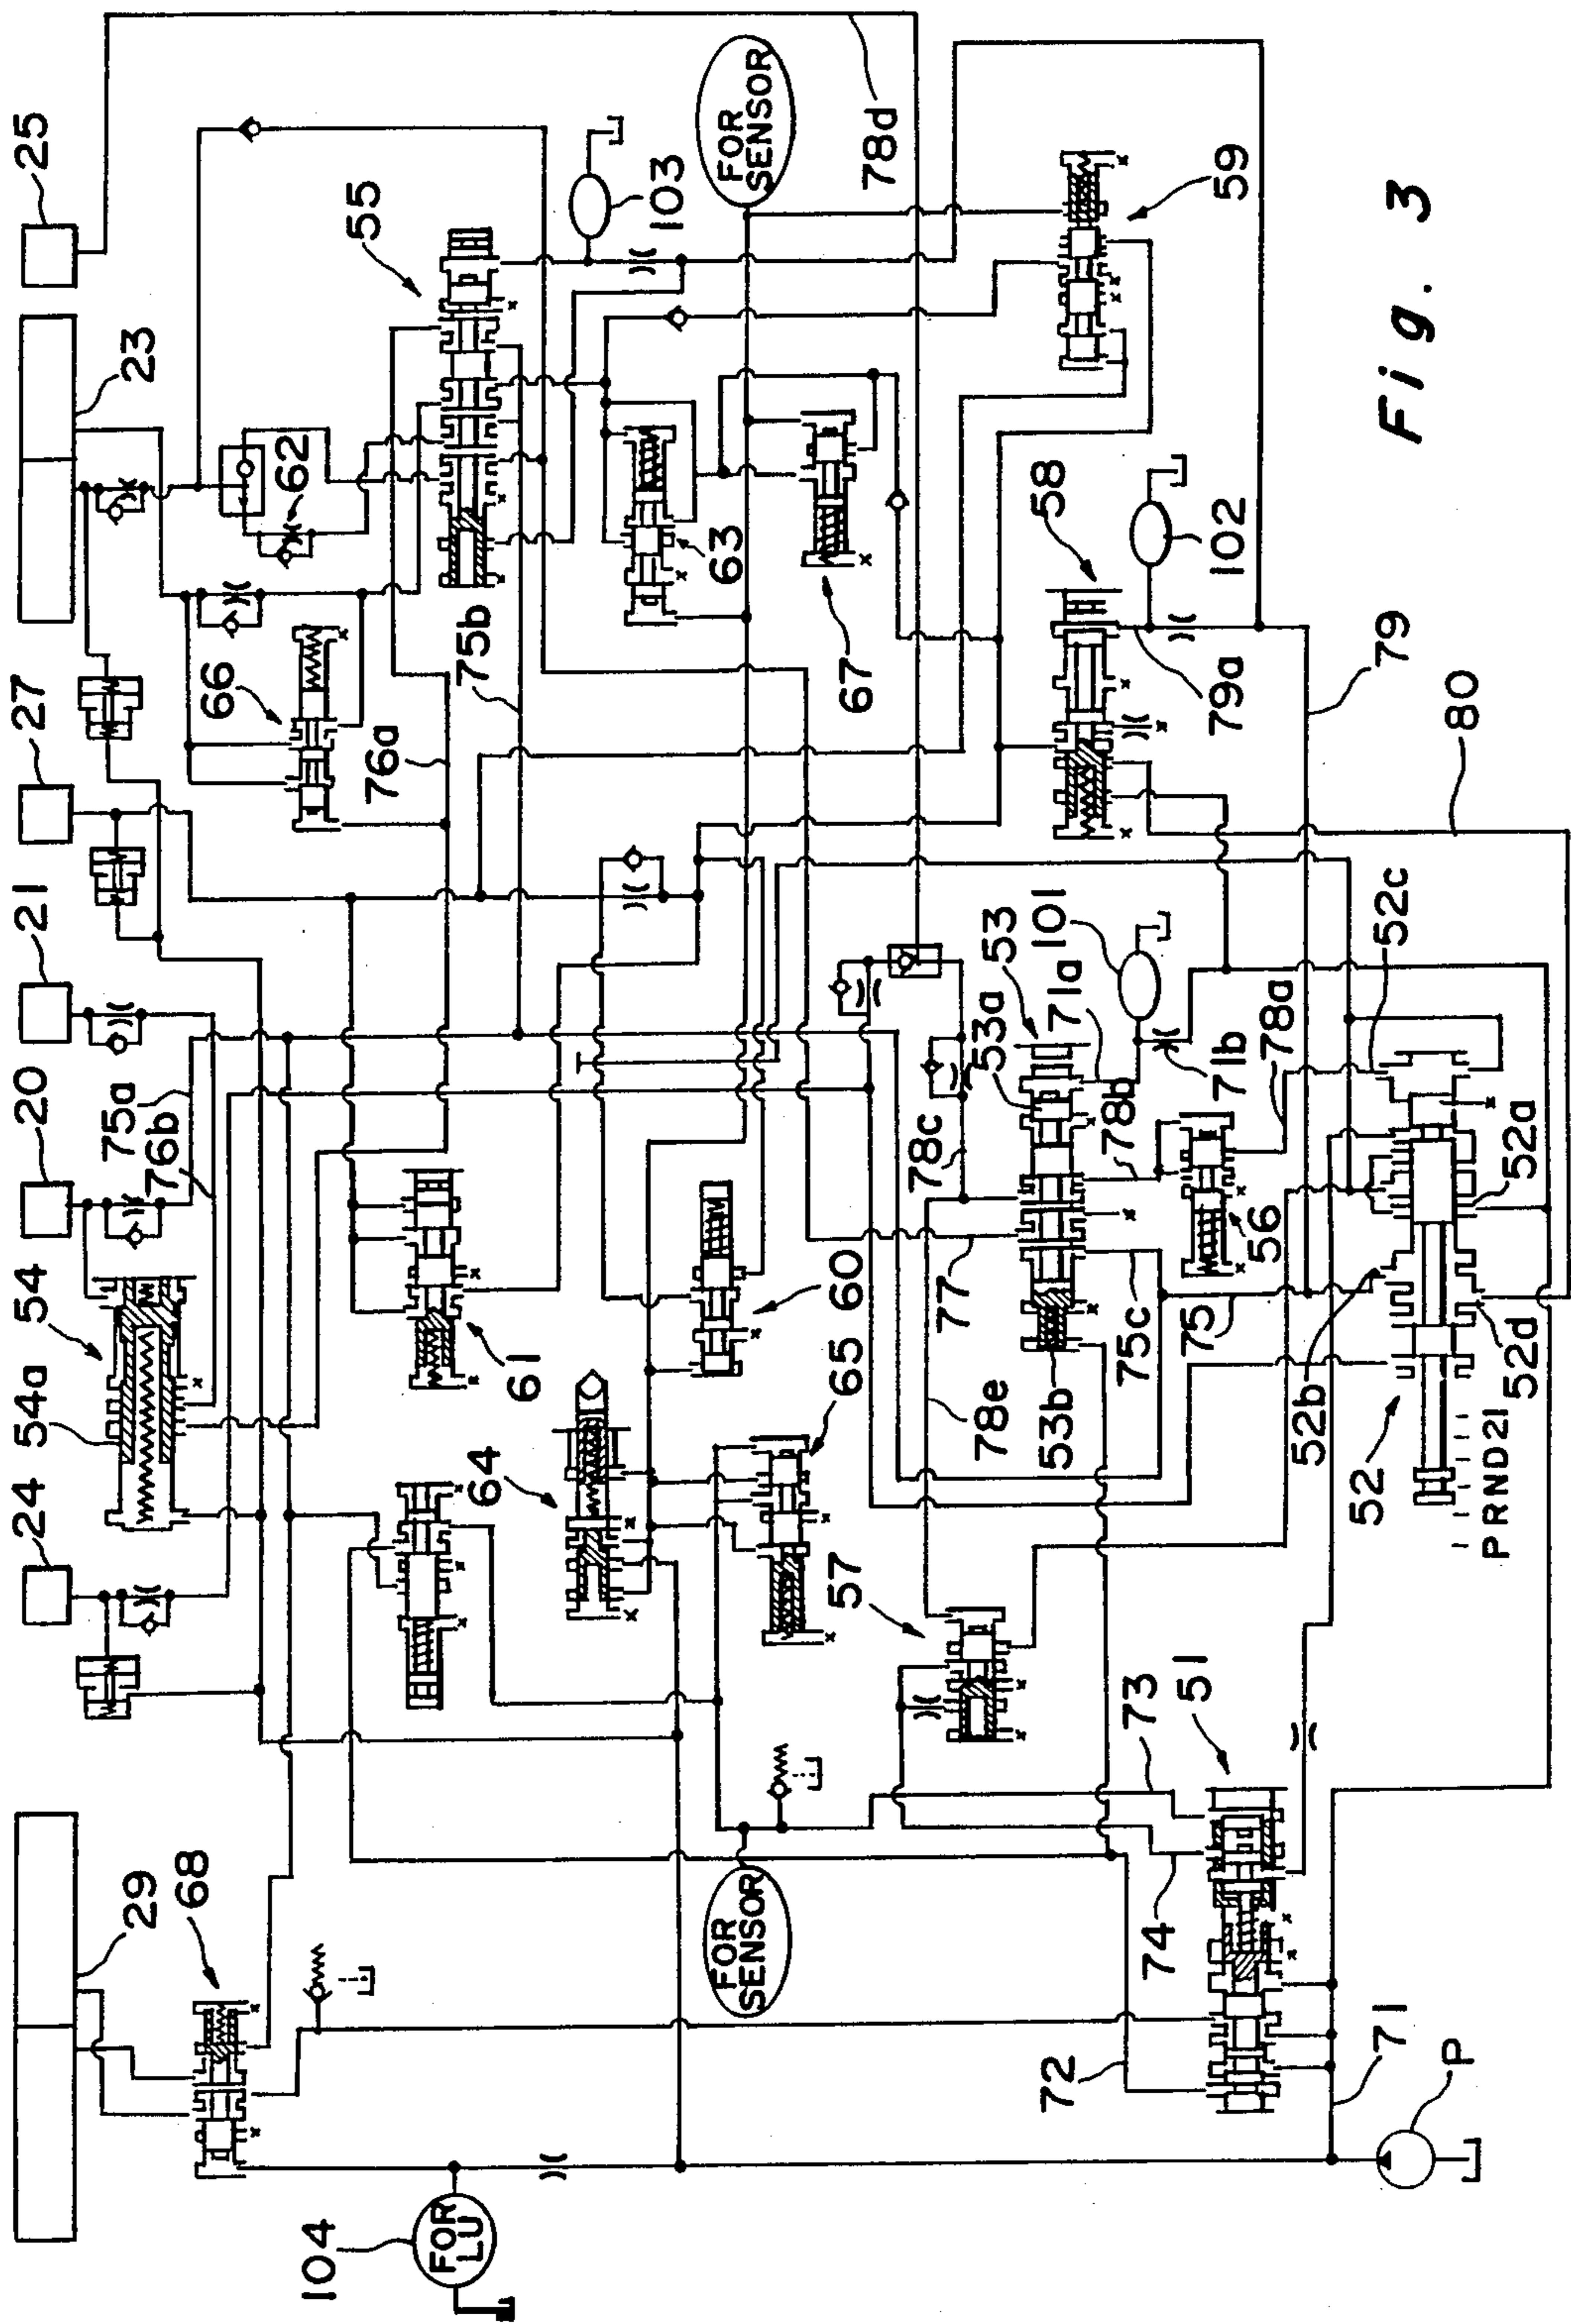 25
23
27
21
20
24
29
54
54a
75a
76b
66
76a
62
55
75b
103
FOR
SENSOR
63
67
78d
59
58
102
79a
79
80
61
64
60
65
57
68
104
FOR
LU
FOR
SENSOR
77
78c
78e
53
53a
53b
71a
101
78b
71b
78a
75c
75
56
52c
52a
52b
52d
52
PRND21
73
51
74
72
71
P
Fig. 3